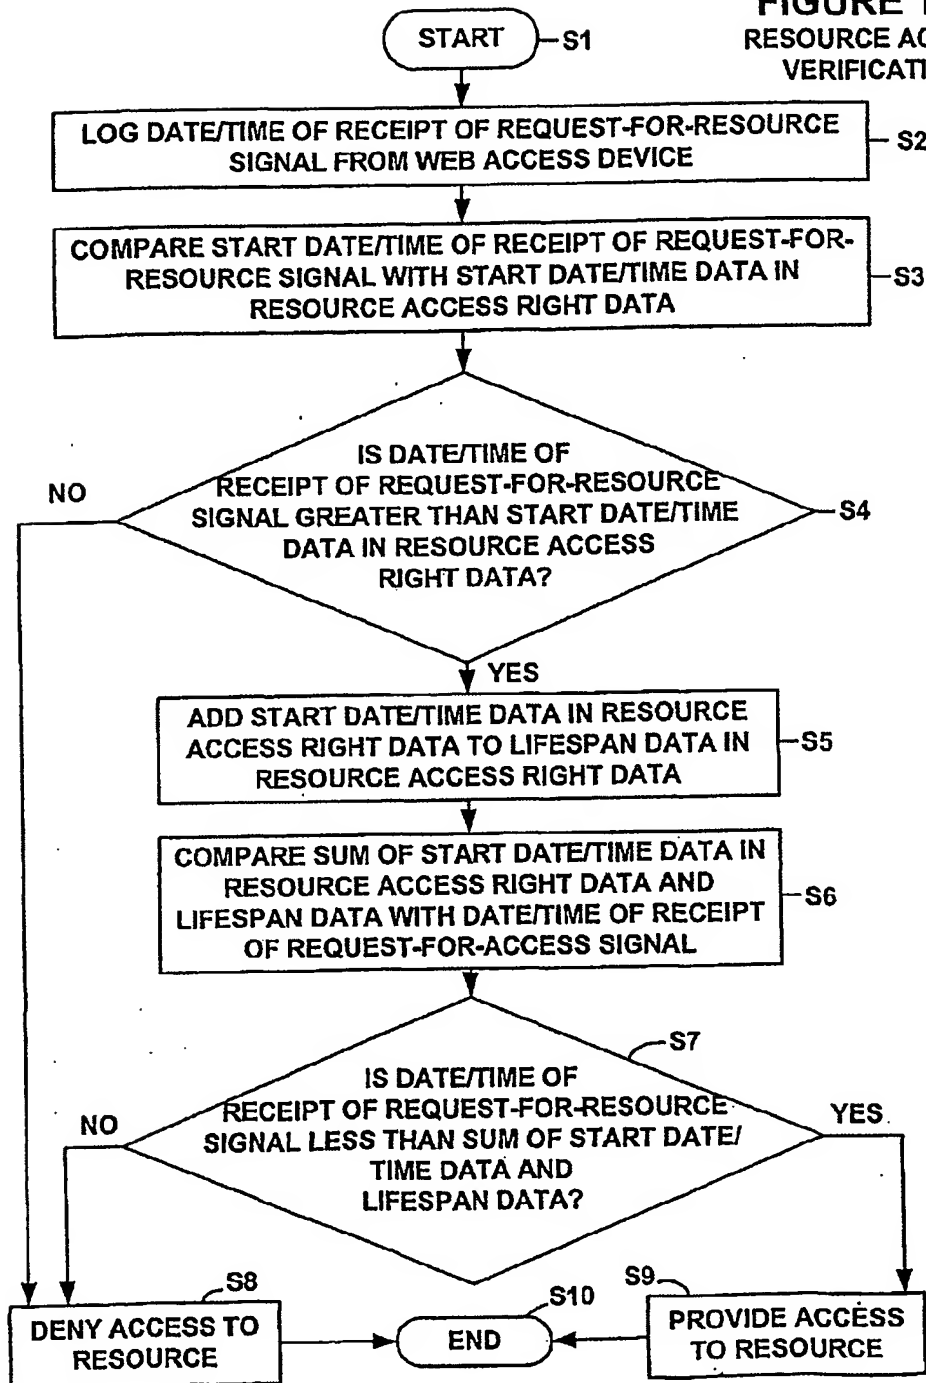 FIGURE 1
RESOURCE AC
VERIFICATI
START
S1
LOG DATE/TIME OF RECEIPT OF REQUEST-FOR-RESOURCE
SIGNAL FROM WEB ACCESS DEVICE
S2
COMPARE START DATE/TIME OF RECEIPT OF REQUEST-FOR-
RESOURCE SIGNAL WITH START DATE/TIME DATA IN
RESOURCE ACCESS RIGHT DATA
S3
IS DATE/TIME OF
RECEIPT OF REQUEST-FOR-RESOURCE
SIGNAL GREATER THAN START DATE/TIME
DATA IN RESOURCE ACCESS
RIGHT DATA?
S4
NO
YES
ADD START DATE/TIME DATA IN RESOURCE
ACCESS RIGHT DATA TO LIFESPAN DATA IN
RESOURCE ACCESS RIGHT DATA
S5
COMPARE SUM OF START DATE/TIME DATA IN
RESOURCE ACCESS RIGHT DATA AND
LIFESPAN DATA WITH DATE/TIME OF RECEIPT
OF REQUEST-FOR-ACCESS SIGNAL
S6
S7
IS DATE/TIME OF
RECEIPT OF REQUEST-FOR-RESOURCE
SIGNAL LESS THAN SUM OF START DATE/
TIME DATA AND
LIFESPAN DATA?
NO
YES
S8
DENY ACCESS TO
RESOURCE
S10
END
S9
PROVIDE ACCESS
TO RESOURCE